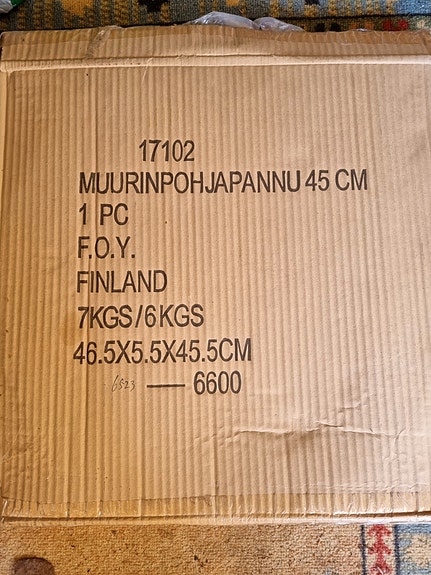 17102
MUURINPOHJAPANNU 45 CM
1 PC
F.O.Y.
FINLAND
7KGS/6KGS
46.5X5.5X45.5CM
6523 — 6600